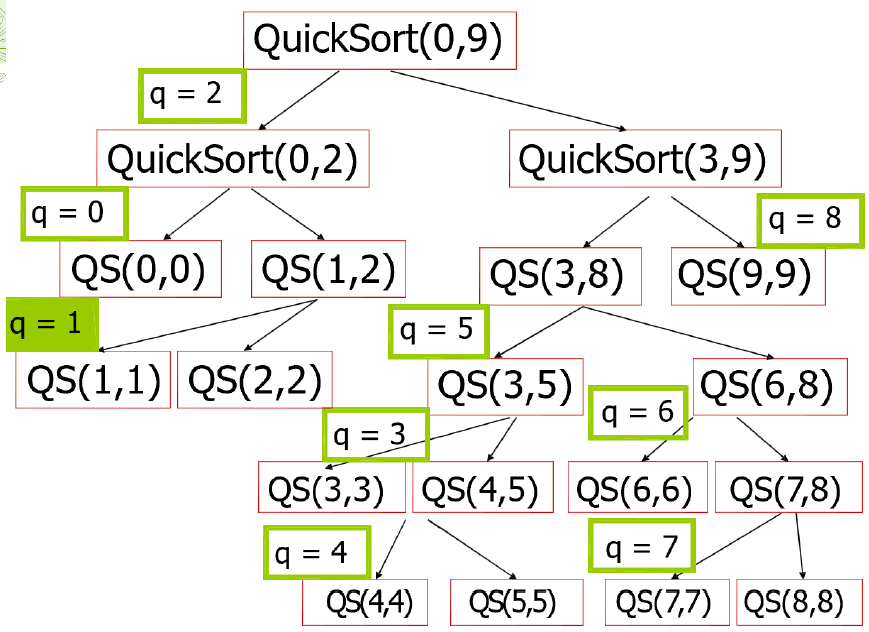 QuickSort(0,9)
q = 2
QuickSort(0,2)
QuickSort(3,9)
q = 0
q = 8
QS(0,0)
QS(1,2)
QS(3,8)
QS(9,9)
q = 1
q = 5
QS(1,1)
QS(2,2)
QS(3,5)
QS(6,8)
q = 3
q = 6
QS(3,3)
QS(4,5)
QS(6,6)
QS(7,8)
q = 4
q = 7
QS(4,4)
QS(5,5)
QS(7,7)
QS(8,8)